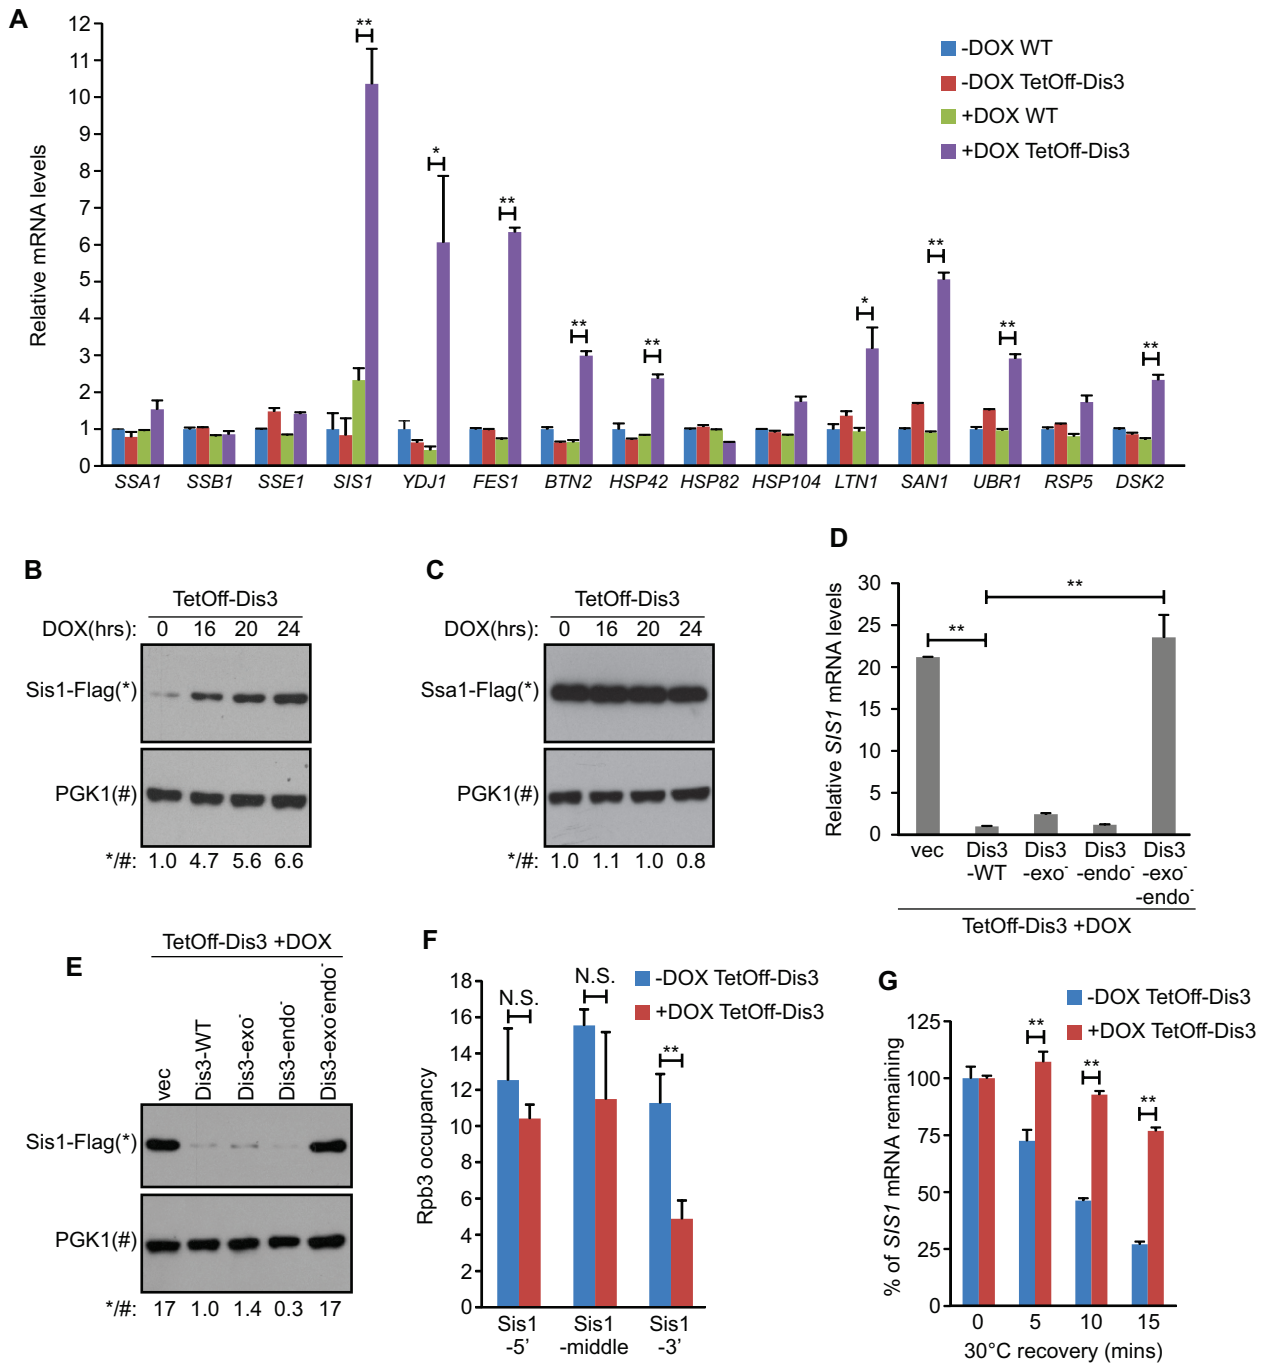 A
Relative mRNA levels
12
11
10
9
8
7
6
5
4
3
2
1
0
**
*
**
**
**
*
**
**
**
-DOX WT
-DOX TetOff-Dis3
+DOX WT
+DOX TetOff-Dis3
SSA1 SSB1 SSE1 SIS1 YDJ1 FES1 BTN2 HSP42 HSP82 HSP104 LTN1 SAN1 UBR1 RSP5 DSK2
B
TetOff-Dis3
DOX(hrs): 0 16 20 24
Sis1-Flag(*)
PGK1(#)
*/#: 1.0 4.7 5.6 6.6
C
TetOff-Dis3
DOX(hrs): 0 16 20 24
Ssa1-Flag(*)
PGK1(#)
*/#: 1.0 1.1 1.0 0.8
D
Relative SIS1 mRNA levels
30
25
20
15
10
5
0
**
**
vec
Dis3
-WT
Dis3
-exo-
Dis3
-endo-
Dis3
-exo-
-endo-
TetOff-Dis3 +DOX
E
TetOff-Dis3 +DOX
vec
Dis3-WT
Dis3-exo-
Dis3-endo-
Dis3-exo-endo-
Sis1-Flag(*)
PGK1(#)
*/#: 17 1.0 1.4 0.3 17
F
Rpb3 occupancy
18
16
14
12
10
8
6
4
2
0
N.S.
N.S.
**
-DOX TetOff-Dis3
+DOX TetOff-Dis3
Sis1
-5’
Sis1
-middle
Sis1
-3’
G
-DOX TetOff-Dis3
+DOX TetOff-Dis3
% of SIS1 mRNA remaining
125
100
75
50
25
0
**
**
**
0 5 10 15
30°C recovery (mins)